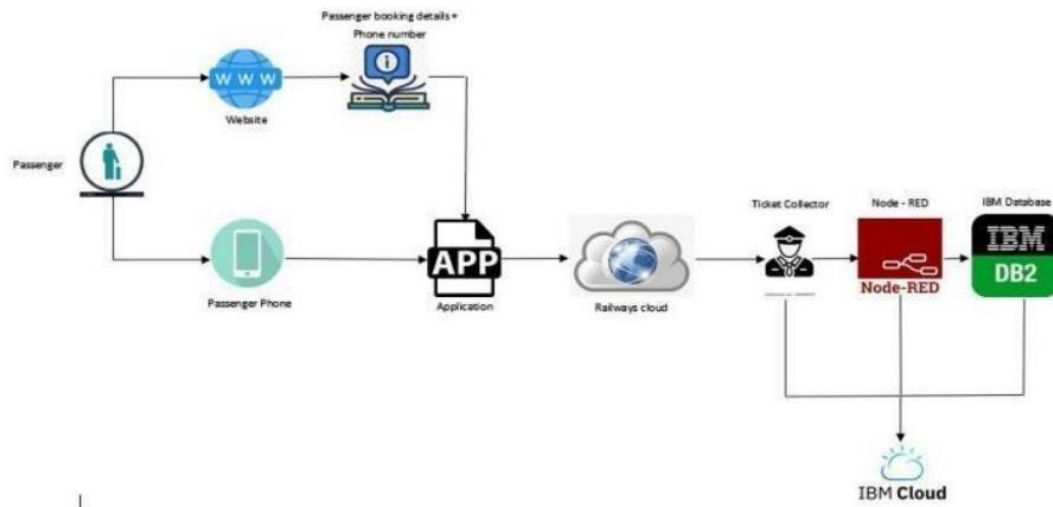 Passenger booking details +
Phone number
WWW
Website
Passenger
Passenger Phone
APP
Application
Railways cloud
Ticket Collector
Node - RED
Node-RED
IBM Database
IBM
DB2
IBM Cloud